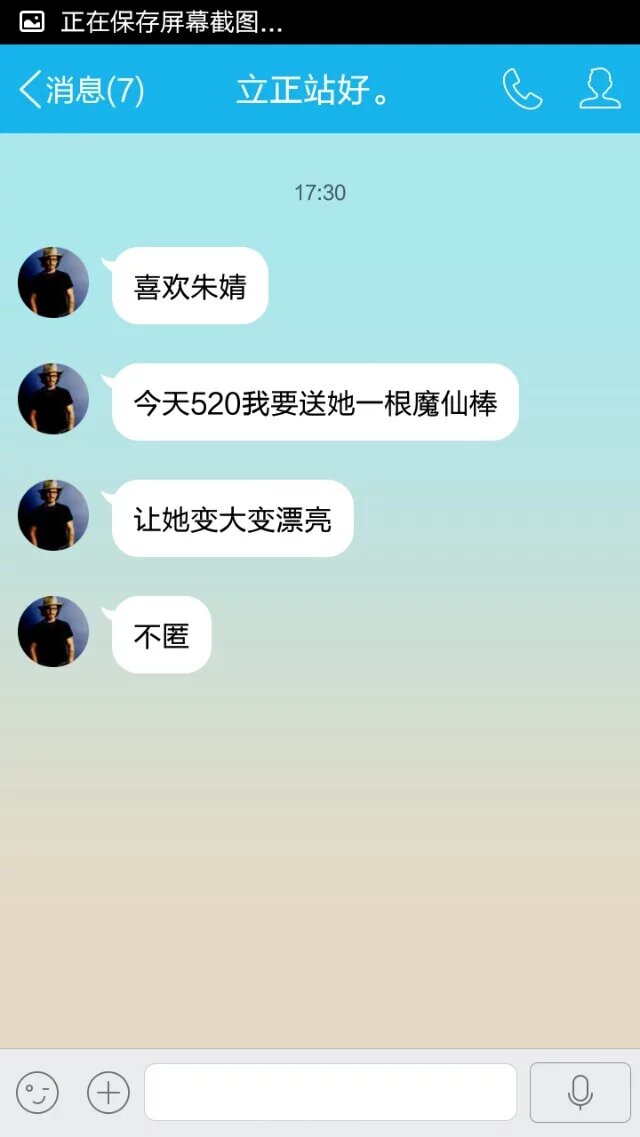 正在保存屏幕截图...
消息(7)
立正站好。
17:30
喜欢朱婧
今天520我要送她一根魔仙棒
让她变大变漂亮
不匿